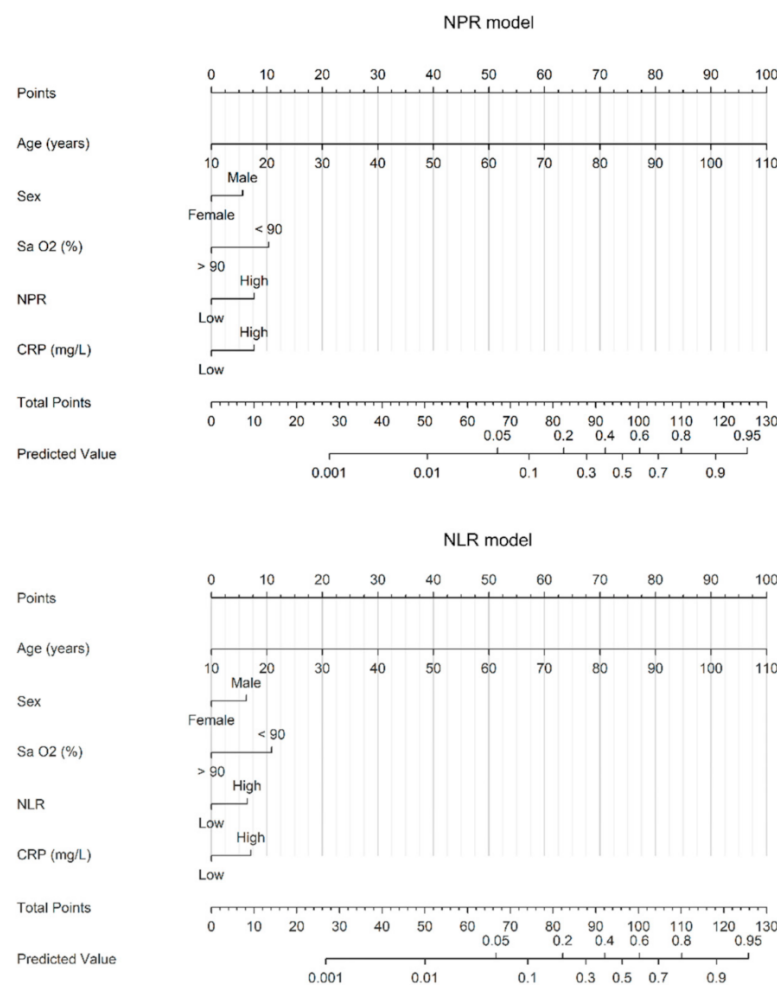 NPR model
0 10 20 30 40 50 60 70 80 90 100
Points
Age (years)
10 20 30 40 50 60 70 80 90 100 110
Male
Sex
Female
< 90
Sa O2 (%)
> 90
High
NPR
Low
High
CRP (mg/L)
Low
Total Points
0 10 20 30 40 50 60 70 80 90 100 110 120 130
0.05 0.2 0.4 0.6 0.8 0.95
Predicted Value
0.001 0.01 0.1 0.3 0.5 0.7 0.9
NLR model
0 10 20 30 40 50 60 70 80 90 100
Points
Age (years)
10 20 30 40 50 60 70 80 90 100 110
Male
Sex
Female
< 90
Sa O2 (%)
> 90
High
NLR
Low
High
CRP (mg/L)
Low
Total Points
0 10 20 30 40 50 60 70 80 90 100 110 120 130
0.05 0.2 0.4 0.6 0.8 0.95
Predicted Value
0.001 0.01 0.1 0.3 0.5 0.7 0.9